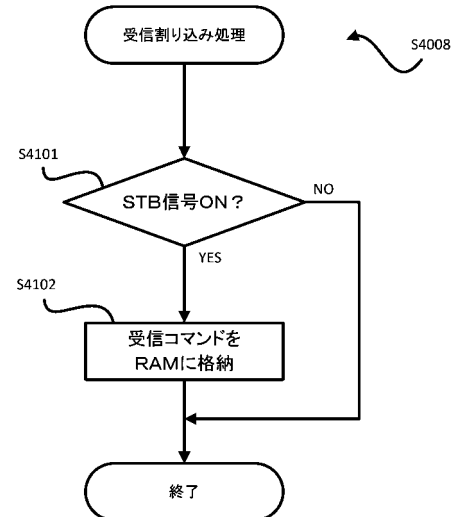 受信割り込み処理
S4008
S4101
STB信号ON？
NO
YES
S4102
受信コマンドを
RAMに格納
終了